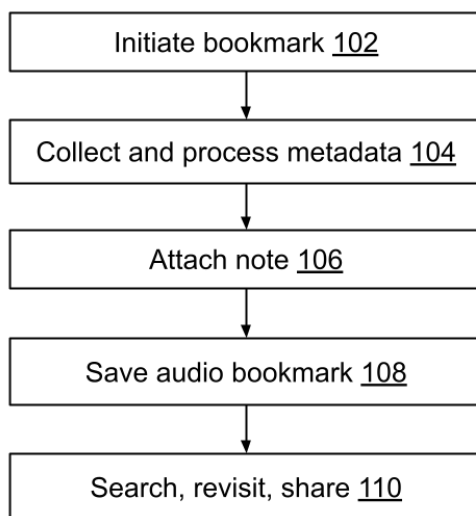 Initiate bookmark 102
Collect and process metadata 104
Attach note 106
Save audio bookmark 108
Search, revisit, share 110